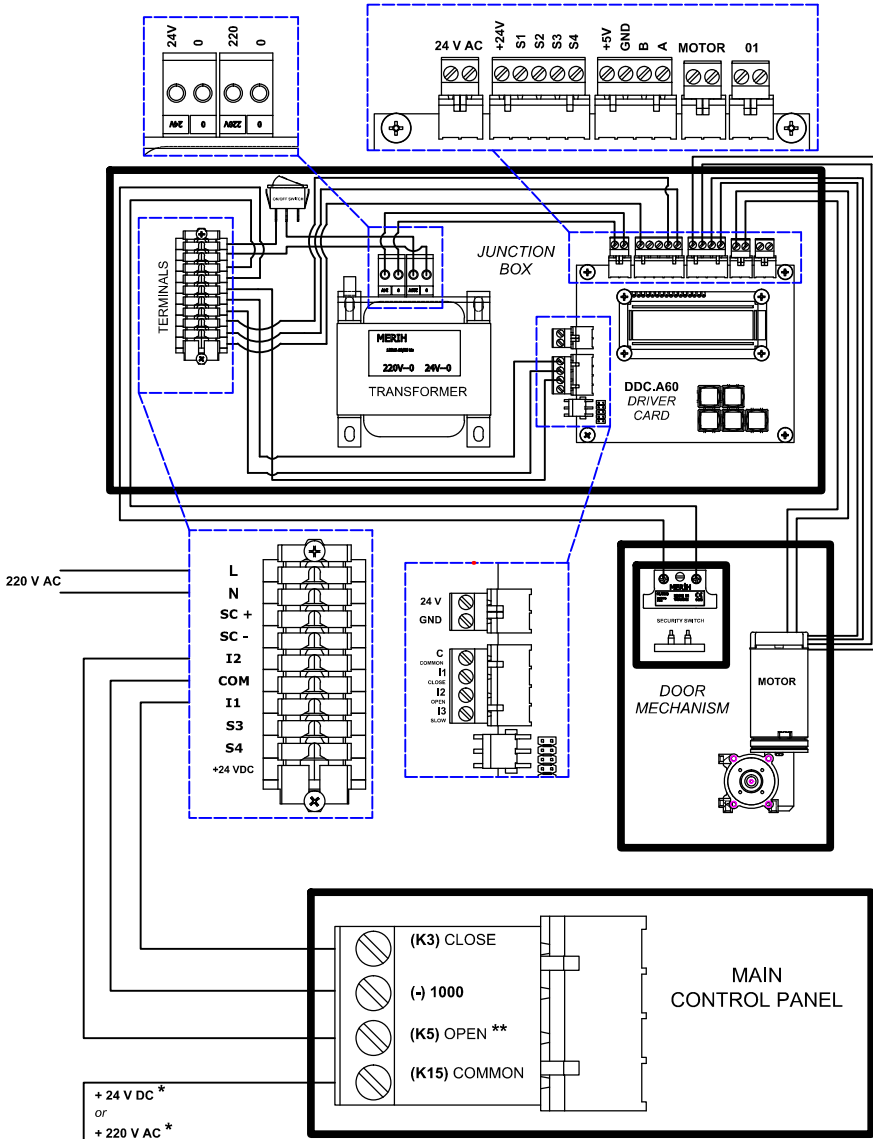 24V
0
220
0
24V
0
220V
0
24 V AC
+24V
S1
S2
S3
S4
+5V
GND
B
A
MOTOR
01
ON/OFF SWITCH
TERMINALS
JUNCTION
BOX
24V
0
220V
0
MERIH
220V--0 24V--0
TRANSFORMER
DDC.A60
DRIVER
CARD
220 V AC
L
N
SC +
SC -
I2
COM
I1
S3
S4
+24 VDC
24 V
GND
C
COMMON
I1
CLOSE
I2
OPEN
I3
SLOW
MERIH
SECURITY SWITCH
DOOR
MECHANISM
MOTOR
(K3) CLOSE
(-) 1000
(K5) OPEN **
(K15) COMMON
MAIN
CONTROL PANEL
+ 24 V DC *
or
+ 220 V AC *